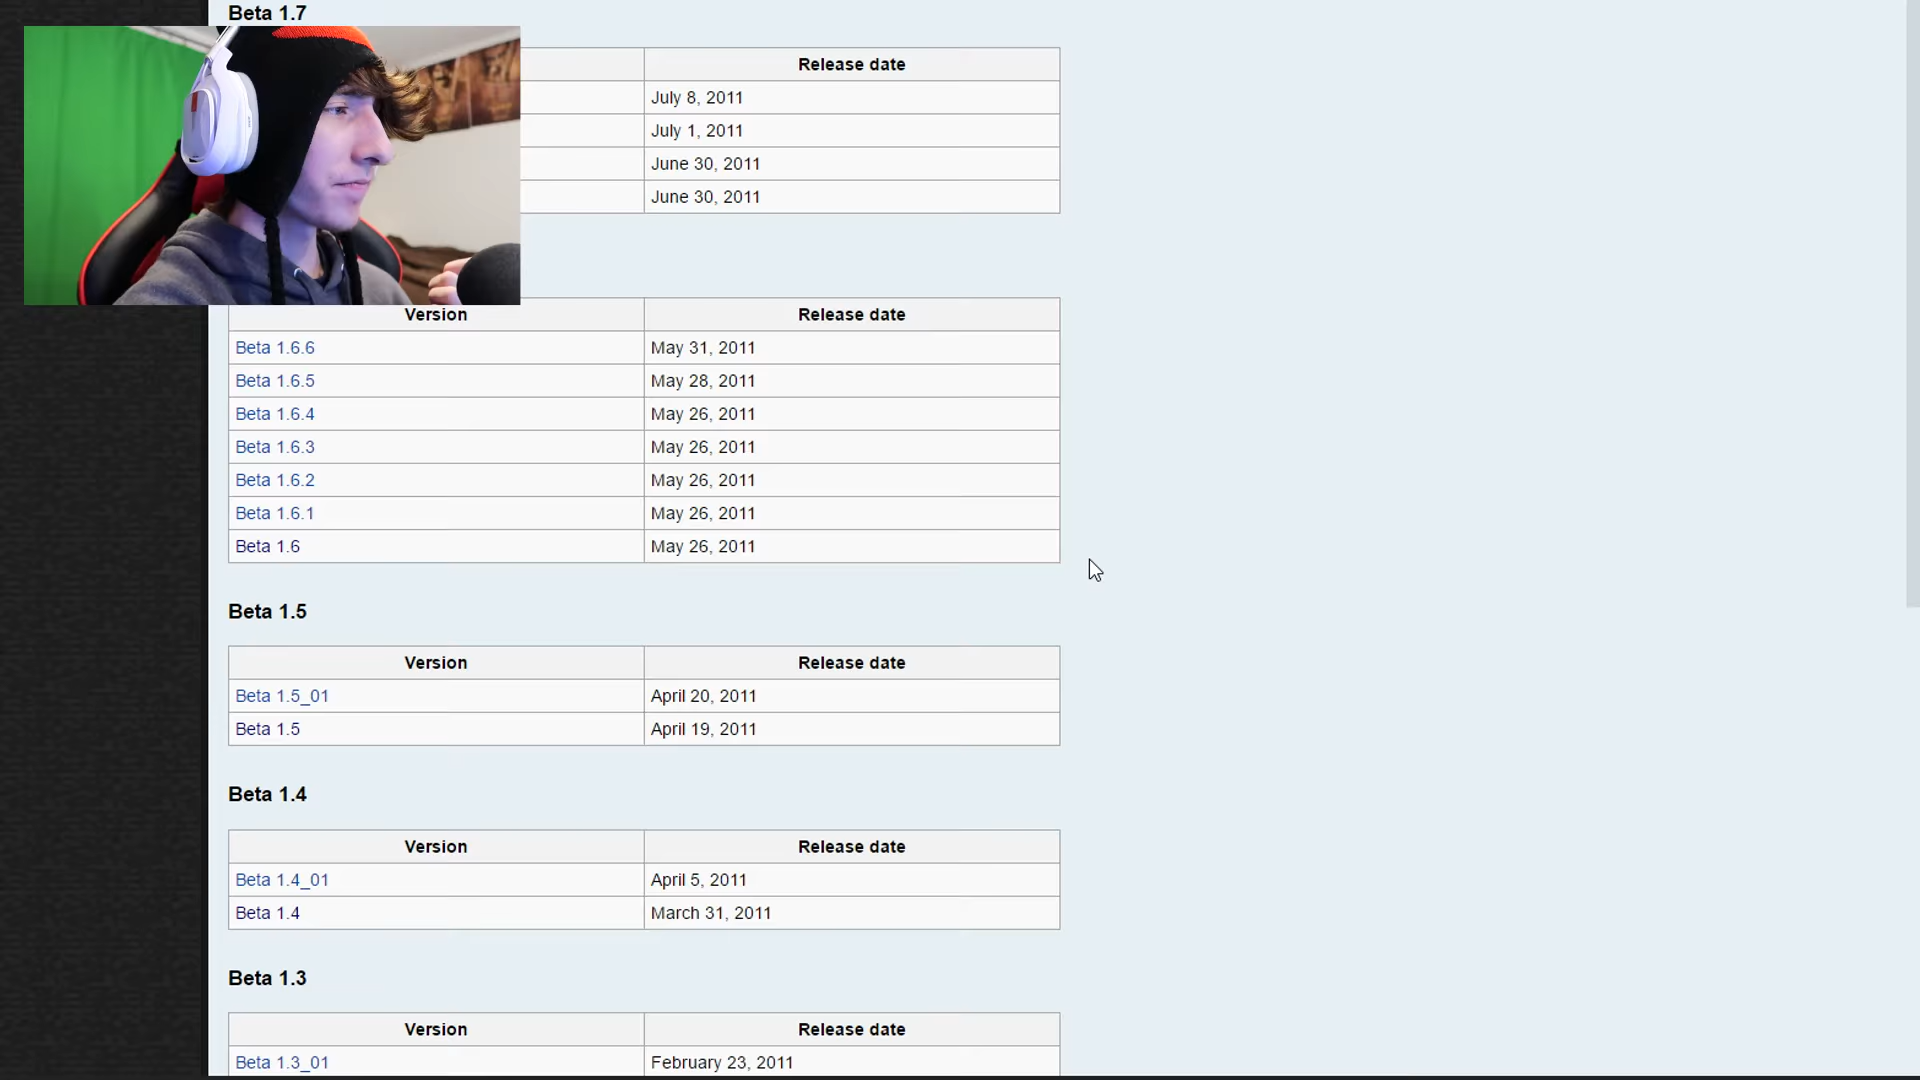 Beta 1.7
Release date
July 8, 2011
July 1, 2011
June 30, 2011
June 30, 2011
Version Release date
Beta 1.6.6 May 31, 2011
Beta 1.6.5 May 28, 2011
Beta 1.6.4 May 26, 2011
Beta 1.6.3 May 26, 2011
Beta 1.6.2 May 26, 2011
Beta 1.6.1 May 26, 2011
Beta 1.6 May 26, 2011
Beta 1.5
Version Release date
Beta 1.5_01 April 20, 2011
Beta 1.5 April 19, 2011
Beta 1.4
Version Release date
Beta 1.4_01 April 5, 2011
Beta 1.4 March 31, 2011
Beta 1.3
Version Release date
Beta 1.3_01 February 23, 2011